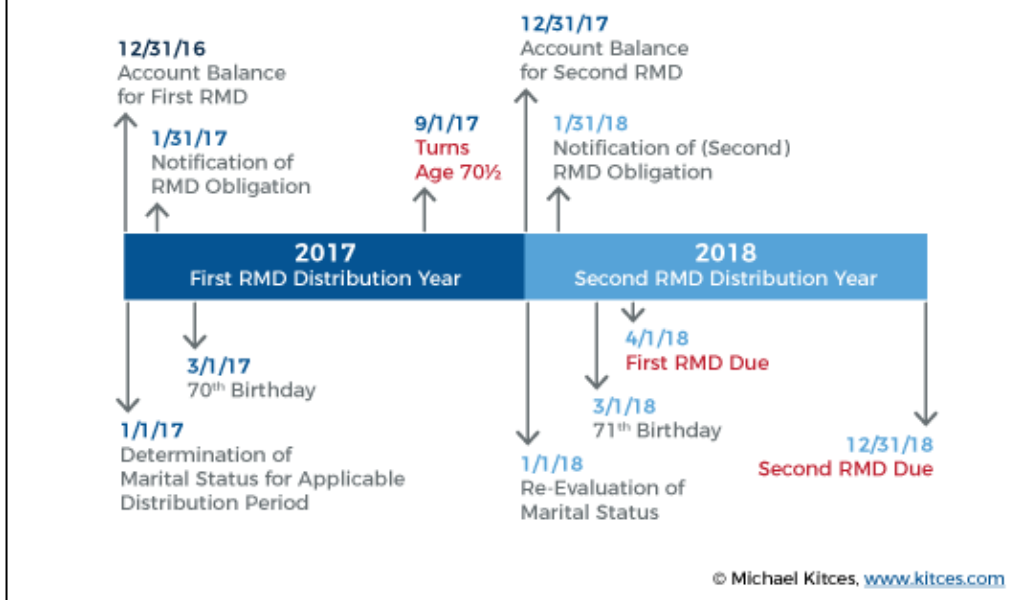 12/31/16
Account Balance
for First RMD
1/31/17
Notification of
RMD Obligation
9/1/17
Turns
Age 70½
12/31/17
Account Balance
for Second RMD
1/31/18
Notification of (Second)
RMD Obligation
2017
First RMD Distribution Year
2018
Second RMD Distribution Year
3/1/17
70th Birthday
1/1/17
Determination of
Marital Status for Applicable
Distribution Period
4/1/18
First RMD Due
3/1/18
71th Birthday
1/1/18
Re-Evaluation of
Marital Status
12/31/18
Second RMD Due
© Michael Kitces, www.kitces.com